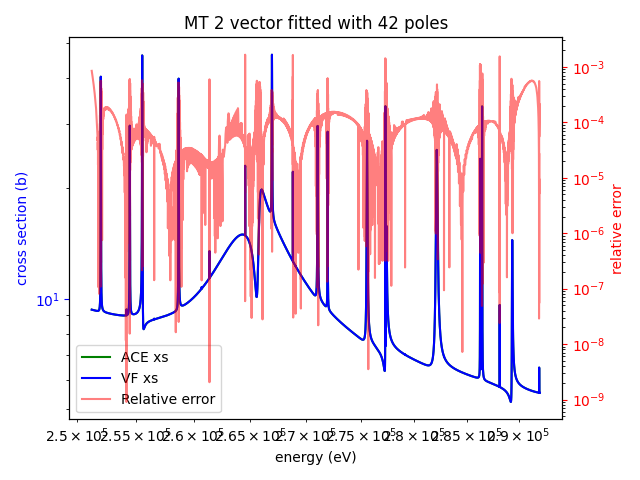 MT 2 vector fitted with 42 poles
cross section (b)
10¹
10⁻³
10⁻⁴
10⁻⁵
10⁻⁶
10⁻⁷
10⁻⁸
10⁻⁹
relative error
ACE xs
VF xs
Relative error
2.5 × 10⁵ 2.55 × 10⁵ 2.6 × 10⁵ 2.65 × 10⁵ 2.7 × 10⁵ 2.75 × 10⁵ 2.8 × 10⁵ 2.85 × 10⁵ 2.9 × 10⁵
energy (eV)